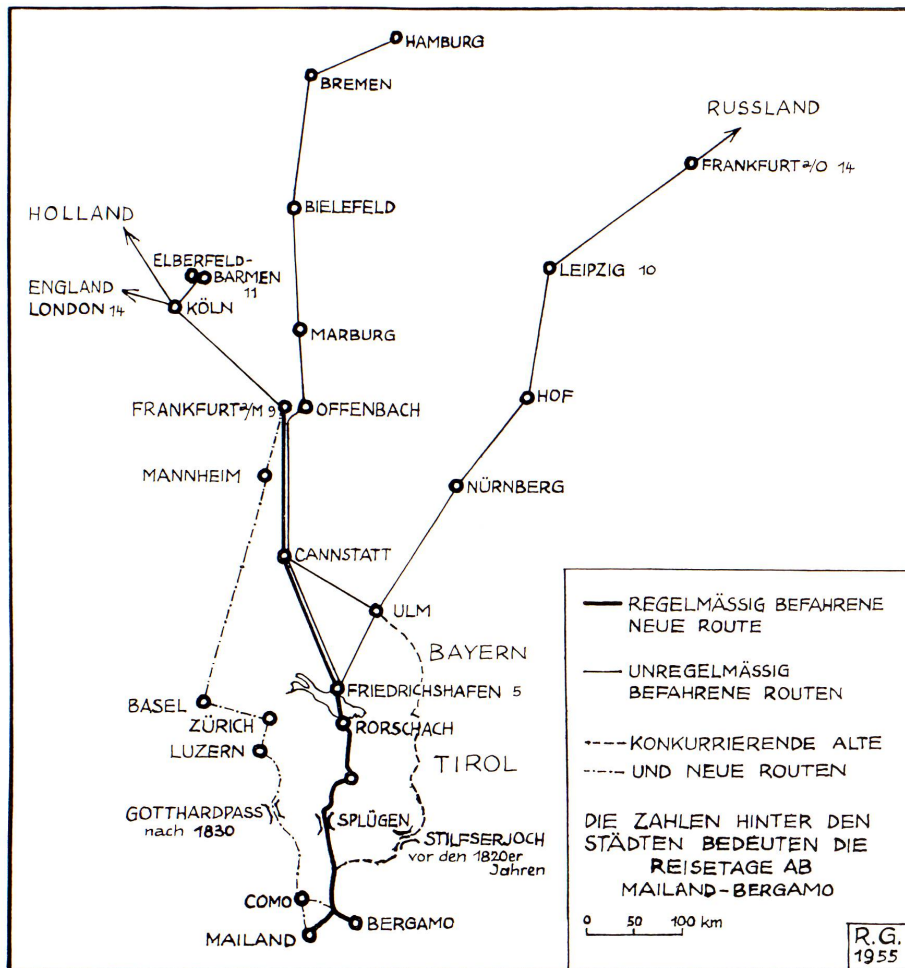 HAMBURG
BREMEN
RUSSLAND
FRANKFURT a/O 14
BIELEFELD
HOLLAND
ELBERFELD-
BARMEN
11
LEIPZIG 10
ENGLAND
LONDON 14
KÖLN
MARBURG
FRANKFURT a/M 9
OFFENBACH
HOF
MANNHEIM
NÜRNBERG
CANNSTATT
ULM
BAYERN
FRIEDRICHSHAFEN 5
BASEL
ZÜRICH
RORSCHACH
LUZERN
TIROL
GOTTHARDPASS
nach 1830
SPLÜGEN
STILFSERJOCH
vor den 1820er
Jahren
COMO
BERGAMO
MAILAND
REGELMÄSSIG BEFAHRENE
NEUE ROUTE
UNREGELMÄSSIG
BEFAHRENE ROUTEN
KONKURRIERENDE ALTE
UND NEUE ROUTEN
DIE ZAHLEN HINTER DEN
STÄDTEN BEDEUTEN DIE
REISETAGE AB
MAILAND-BERGAMO
0 50 100 km
R.G.
1955